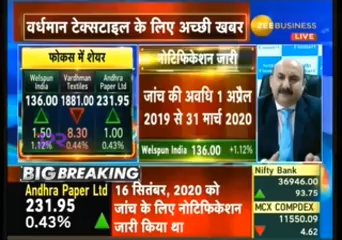 वर्धमान टेक्सटाइल के लिए अच्छी खबर
ZEE BUSINESS
LIVE
फोकस में शेयर
Welspun India
Vardhman Textiles
Andhra Paper Ltd
136.00 1881.00 231.95
1.50 8.30 1.00
1.12% 0.44% 0.43%
नोटिफिकेशन जारी
जांच की अवधि 1 अप्रैल
2019 से 31 मार्च 2020
Welspun India 136.00 +1.12%
BIG BREAKING
Andhra Paper Ltd
231.95
0.43%
16 सितंबर, 2020 को
जांच के लिए नोटिफिकेशन
जारी किया था
Nifty Bank
36946.00
93.75
MCX COMPDEX
11550.09
4.62